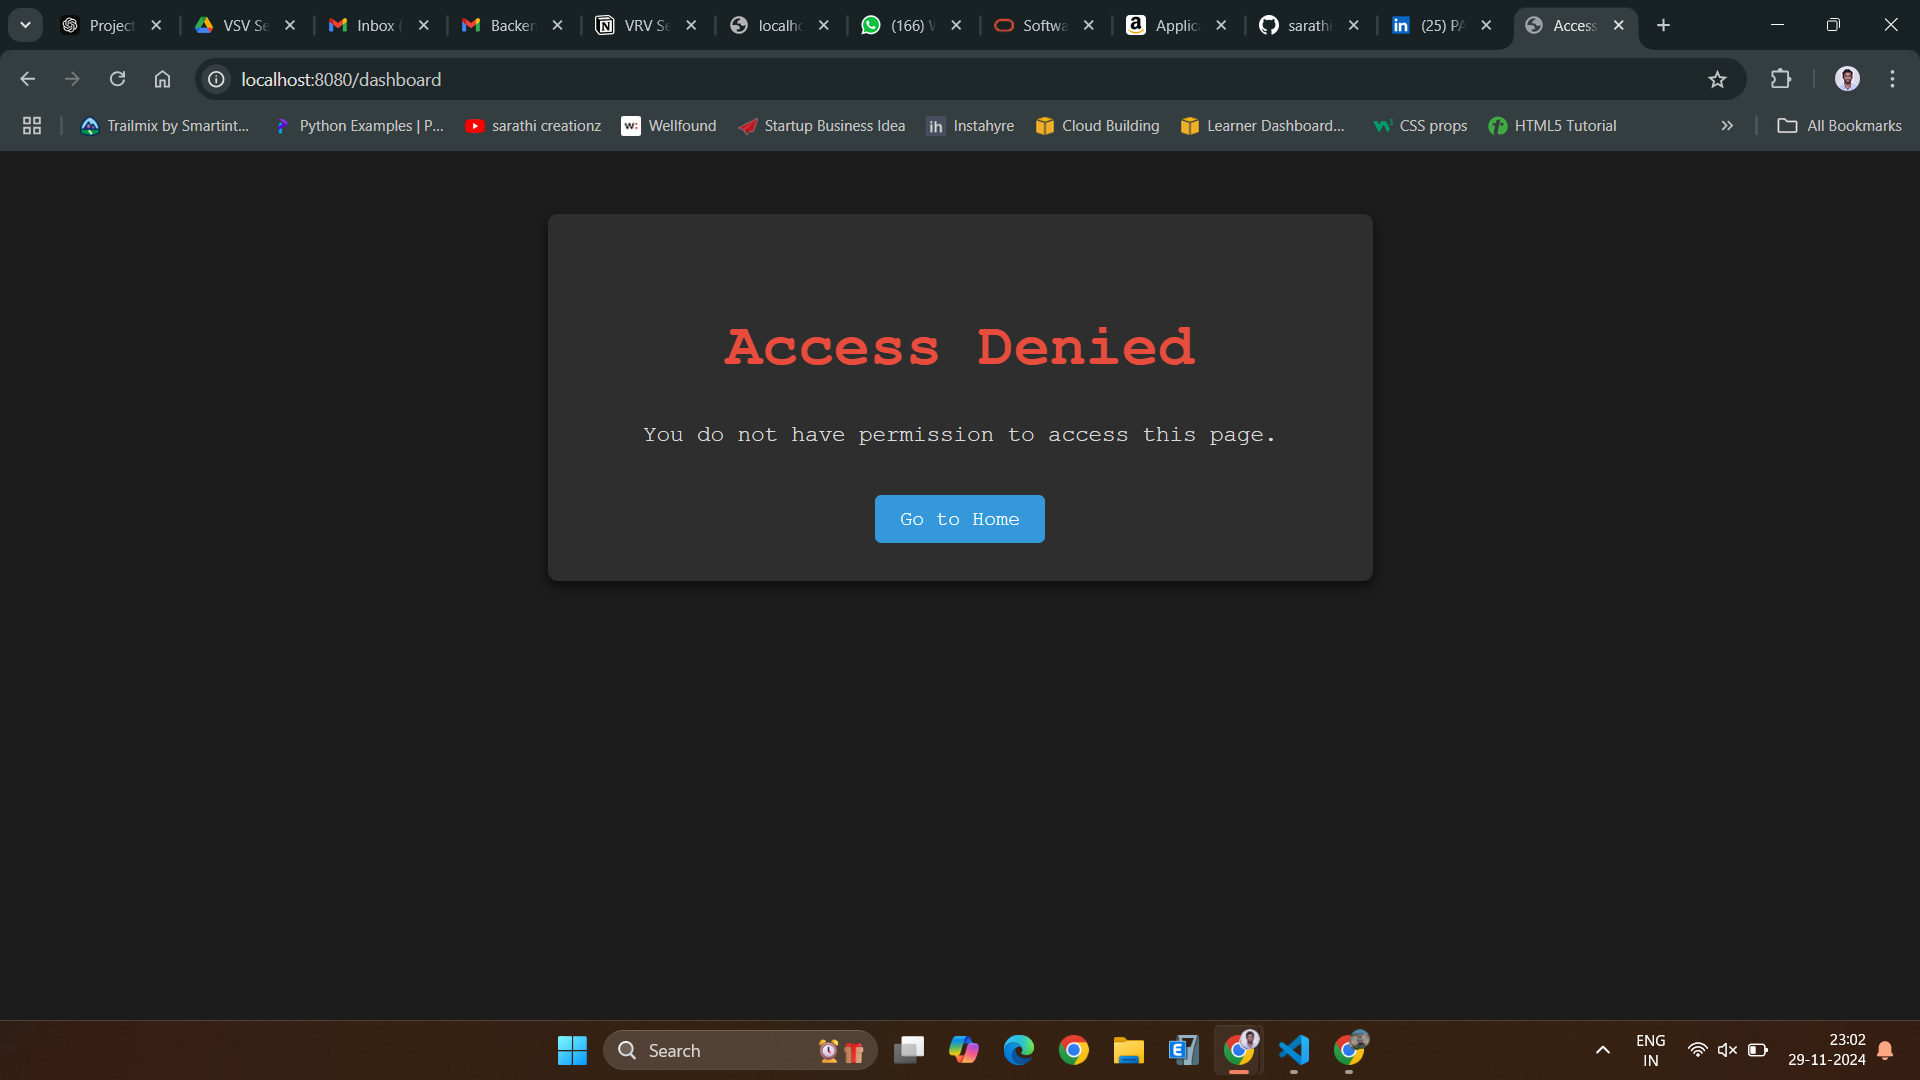 Project
VSV Se
Inbox (
Backen
VRV Se
localho
(166) W
Softwa
Applica
sarathi
(25) PA
Access
localhost:8080/dashboard
Trailmix by Smartint...
Python Examples | P...
sarathi creationz
w:
Wellfound
Startup Business Idea
ih
Instahyre
Cloud Building
Learner Dashboard...
CSS props
HTML5 Tutorial
All Bookmarks
Access Denied
You do not have permission to access this page.
Go to Home
Search
ENG
IN
23:02
29-11-2024